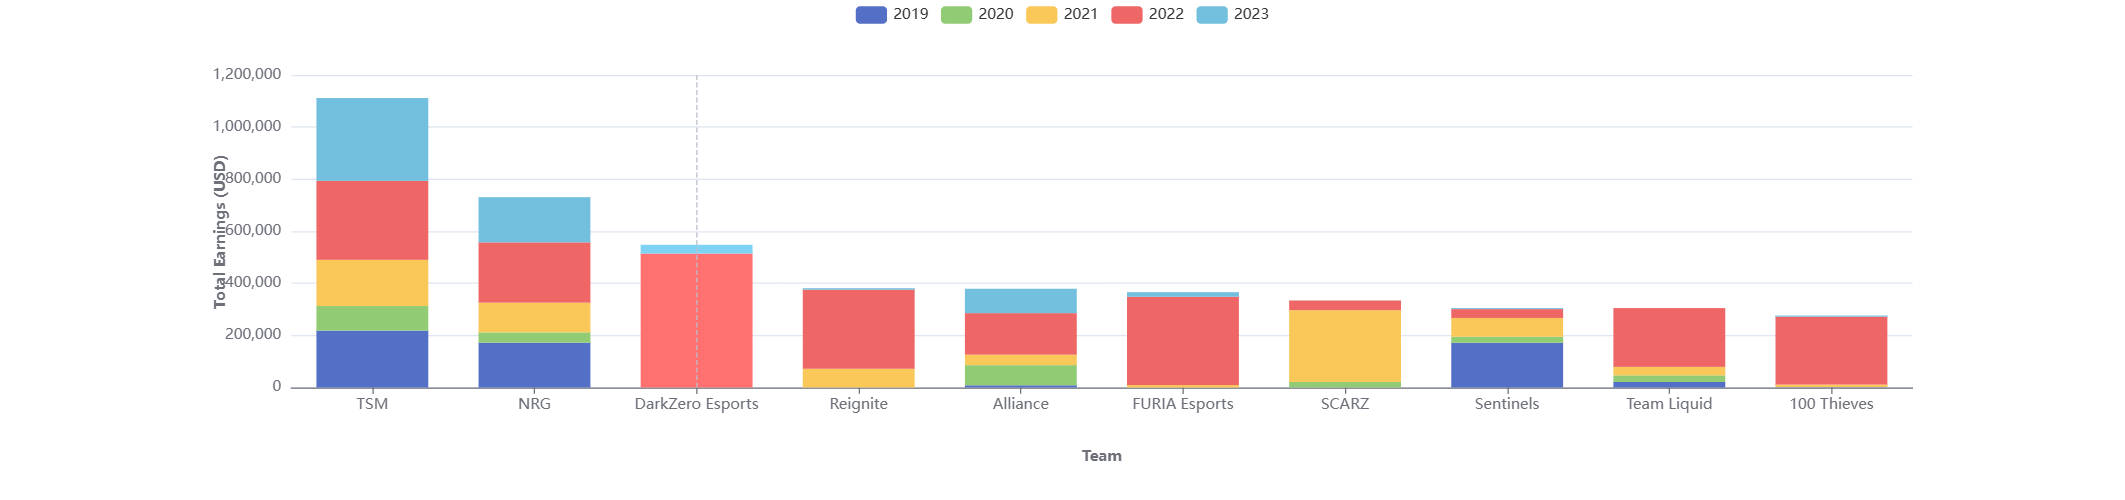 2019 2020 2021 2022 2023
1,200,000
1,000,000
800,000
600,000
400,000
200,000
0
Total Earnings (USD)
TSM NRG DarkZero Esports Reignite Alliance FURIA Esports SCARZ Sentinels Team Liquid 100 Thieves
Team